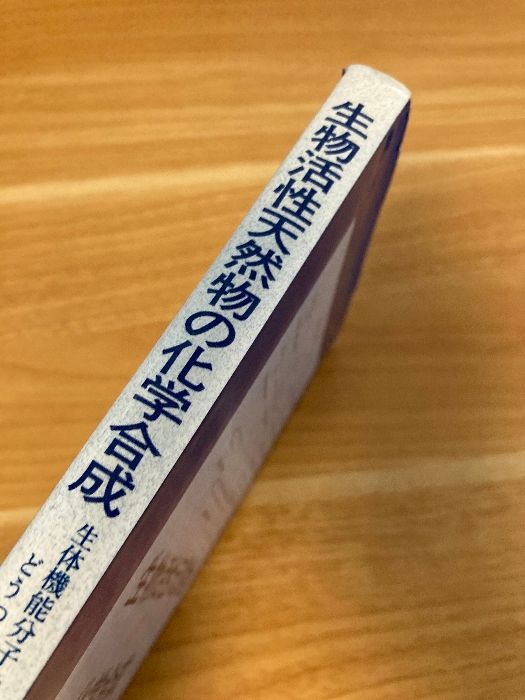 生物活性天然物の化学合成
生体機能分子
どうつ